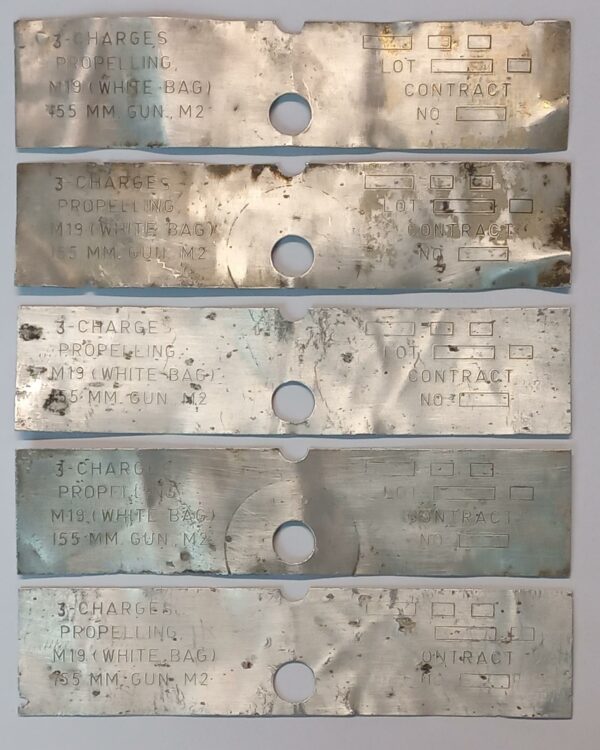 3-CHARGES
PROPELLING,
M19 (WHITE-BAG)
155 MM. GUN, M2
LOT
CONTRACT
NO
3-CHARGES
PROPELLING
M19 (WHITE BAG)
155 MM. GUN M2
LOT
CONTRACT
NO.
3-CHARGES
PROPELLING,
M19 (WHITE-BAG)
155 MM. GUN M2
LOT
CONTRACT
NO.
3-CHARGES
PROPELLING
M19 (WHITE BAG)
155 MM. GUN, M2
LOT
CONTRACT
NO
3-CHARGES
PROPELLING,
M19 (WHITE BAG)
155 MM. GUN, M2
ONTRACT